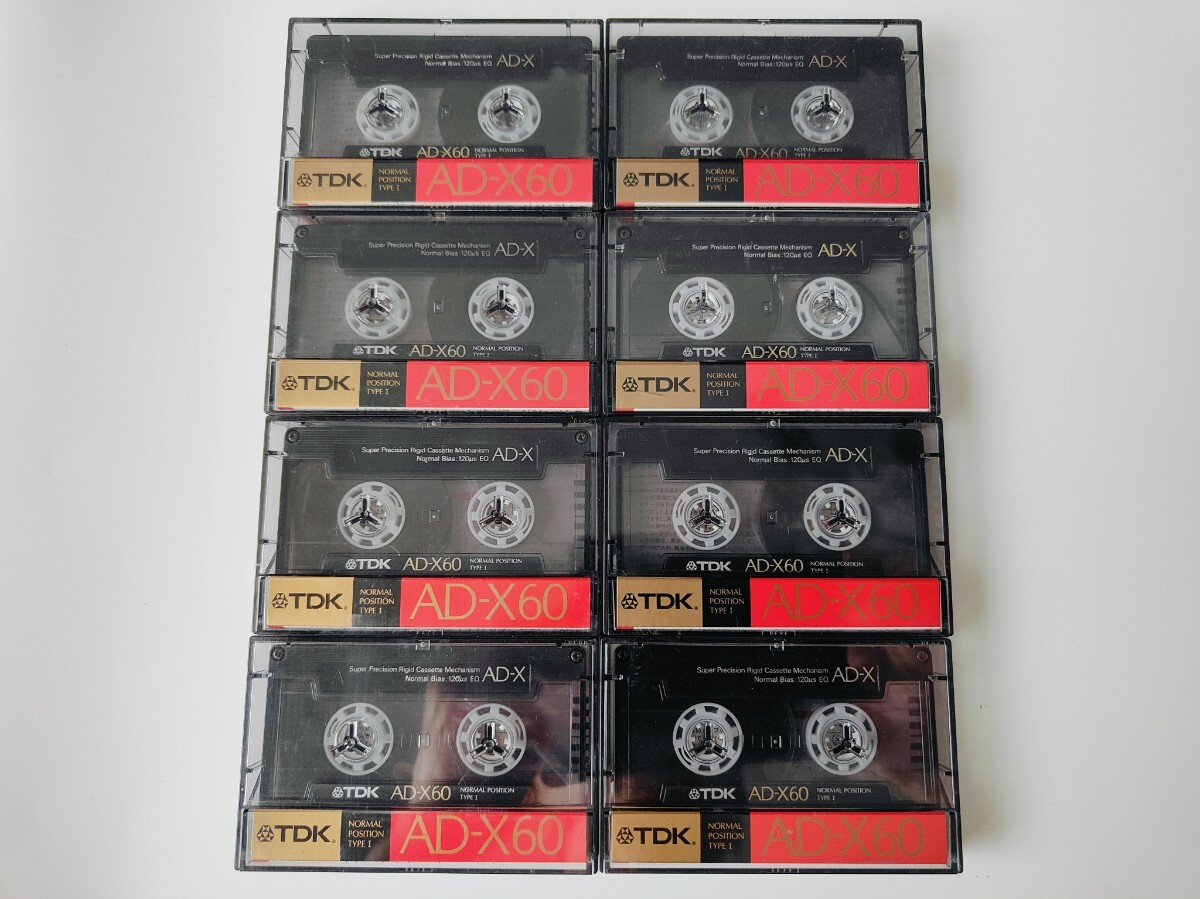 Super Precision Rigid Cassette Mechanism
Normal Bias: 120μs EQ AD-X
TDK AD-X60 NORMAL POSITION
TYPE I
TDK. NORMAL
POSITION
TYPE I AD-X60
Super Precision Rigid Cassette Mechanism
Normal Bias: 120μs EQ AD-X
TDK AD-X60 NORMAL POSITION
TYPE I
TDK. NORMAL
POSITION
TYPE I AD-X60
Super Precision Rigid Cassette Mechanism
Normal Bias: 120μs EQ AD-X
TDK AD-X60 NORMAL POSITION
TYPE I
TDK. NORMAL
POSITION
TYPE I AD-X60
Super Precision Rigid Cassette Mechanism
Normal Bias: 120μs EQ AD-X
TDK AD-X60 NORMAL POSITION
TYPE I
TDK. NORMAL
POSITION
TYPE I AD-X60
Super Precision Rigid Cassette Mechanism
Normal Bias: 120μs EQ AD-X
TDK AD-X60 NORMAL POSITION
TYPE I
TDK. NORMAL
POSITION
TYPE I AD-X60
Super Precision Rigid Cassette Mechanism
Normal Bias: 120μs EQ AD-X
TDK AD-X60 NORMAL POSITION
TYPE I
TDK. NORMAL
POSITION
TYPE I AD-X60
Super Precision Rigid Cassette Mechanism
Normal Bias: 120μs EQ AD-X
TDK AD-X60 NORMAL POSITION
TYPE I
TDK. NORMAL
POSITION
TYPE I AD-X60
Super Precision Rigid Cassette Mechanism
Normal Bias: 120μs EQ AD-X
TDK AD-X60 NORMAL POSITION
TYPE I
TDK. NORMAL
POSITION
TYPE I AD-X60